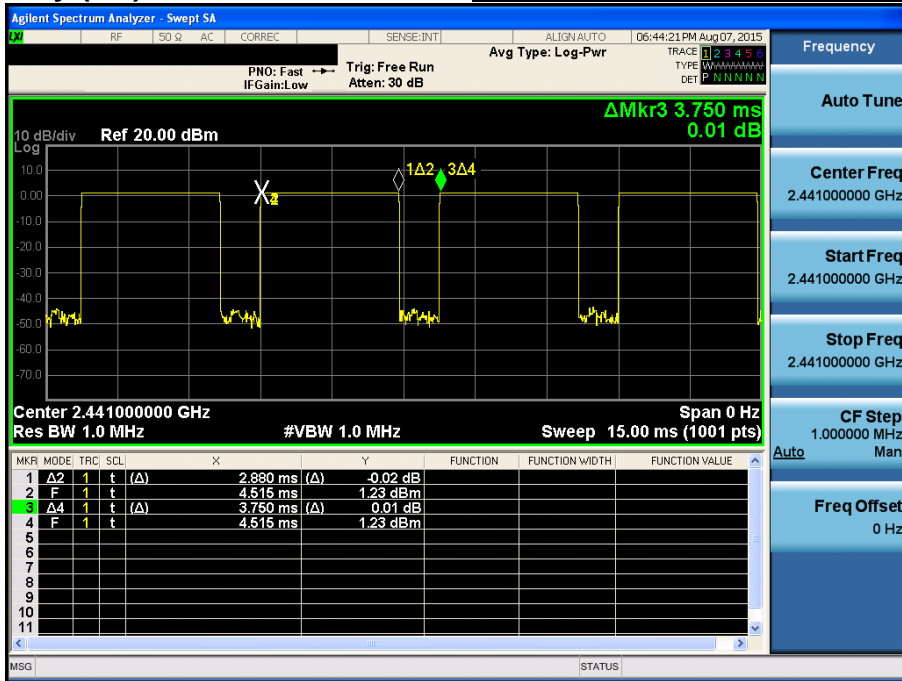 Agilent Spectrum Analyzer - Swept SA
LXI RF 50 Ω AC CORREC SENSE:INT ALIGN AUTO 06:44:21 PM Aug 07, 2015
Avg Type: Log-Pwr TRACE 1 2 3 4 5 6
PNO: Fast Trig: Free Run TYPE
IFGain:Low Atten: 30 dB DET P N N N N N
ΔMkr3 3.750 ms
0.01 dB
10 dB/div Ref 20.00 dBm
Log
10.0
1Δ2 3Δ4
0.00
-10.0
-20.0
-30.0
-40.0
-50.0
-60.0
-70.0
Center 2.441000000 GHz Span 0 Hz
Res BW 1.0 MHz #VBW 1.0 MHz Sweep 15.00 ms (1001 pts)
MKR MODE TRC SCL X Y FUNCTION FUNCTION WIDTH FUNCTION VALUE
1 Δ2 1 t (Δ) 2.880 ms (Δ) -0.02 dB
2 F 1 t 4.515 ms 1.23 dBm
3 Δ4 1 t (Δ) 3.750 ms (Δ) 0.01 dB
4 F 1 t 4.515 ms 1.23 dBm
5
6
7
8
9
10
11
MSG STATUS
Frequency
Auto Tune
Center Freq
2.441000000 GHz
Start Freq
2.441000000 GHz
Stop Freq
2.441000000 GHz
CF Step
1.000000 MHz
Auto Man
Freq Offset
0 Hz